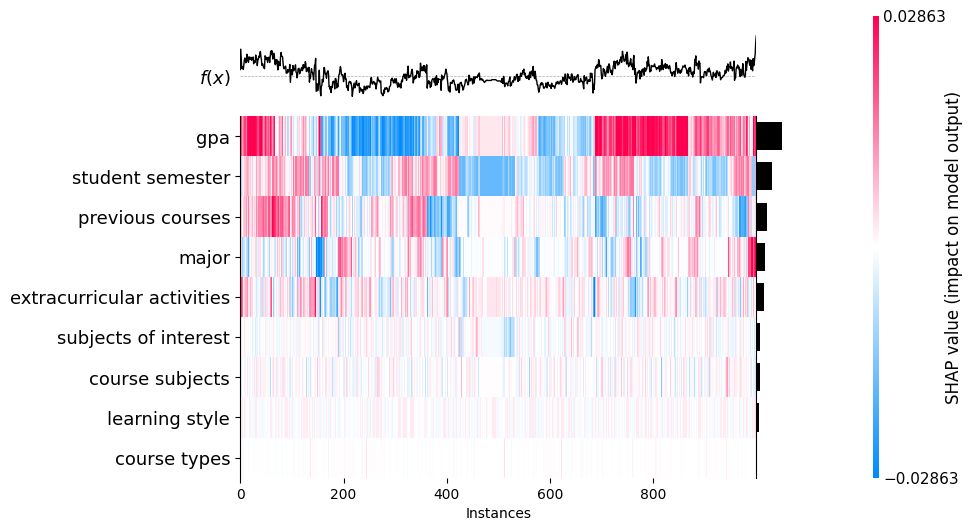 0.02863
f(x)
gpa
student semester
previous courses
major
extracurricular activities
subjects of interest
course subjects
learning style
course types
0 200 400 600 800
Instances
−0.02863
SHAP value (impact on model output)